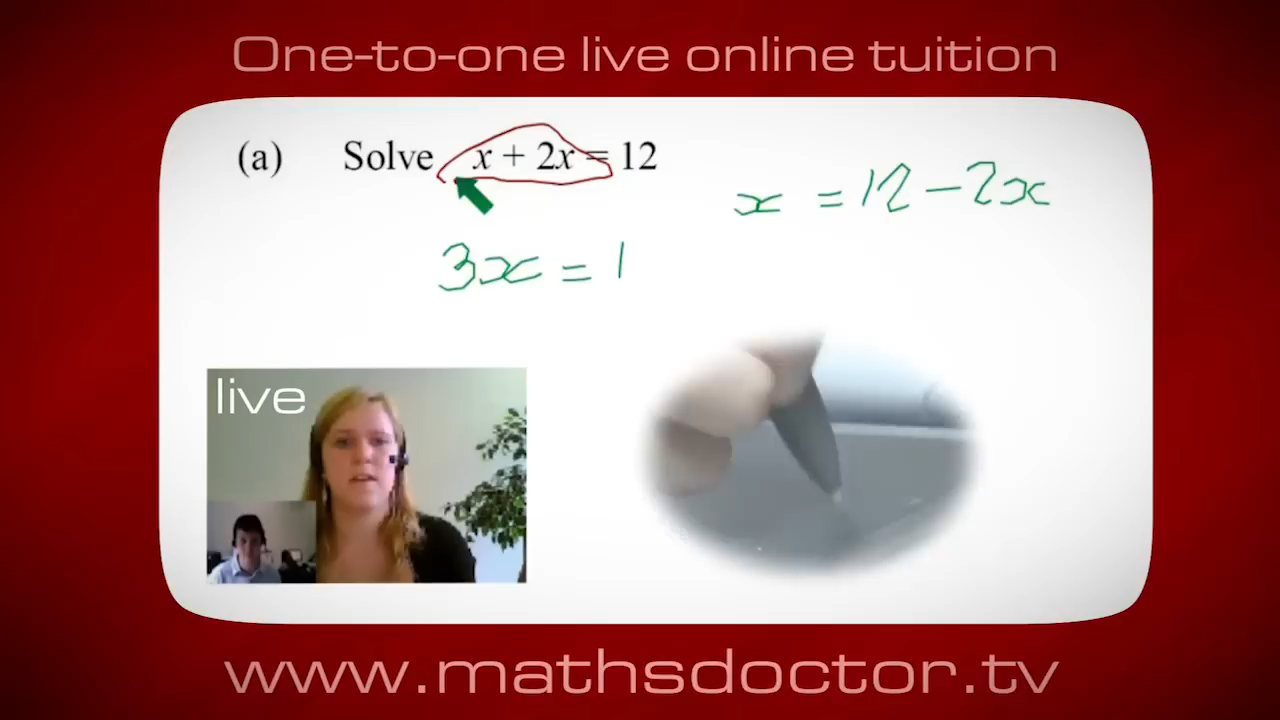 One-to-one live online tuition
(a) Solve x + 2x = 12
x = 12 - 2x
3x = 1
live
www.mathsdoctor.tv